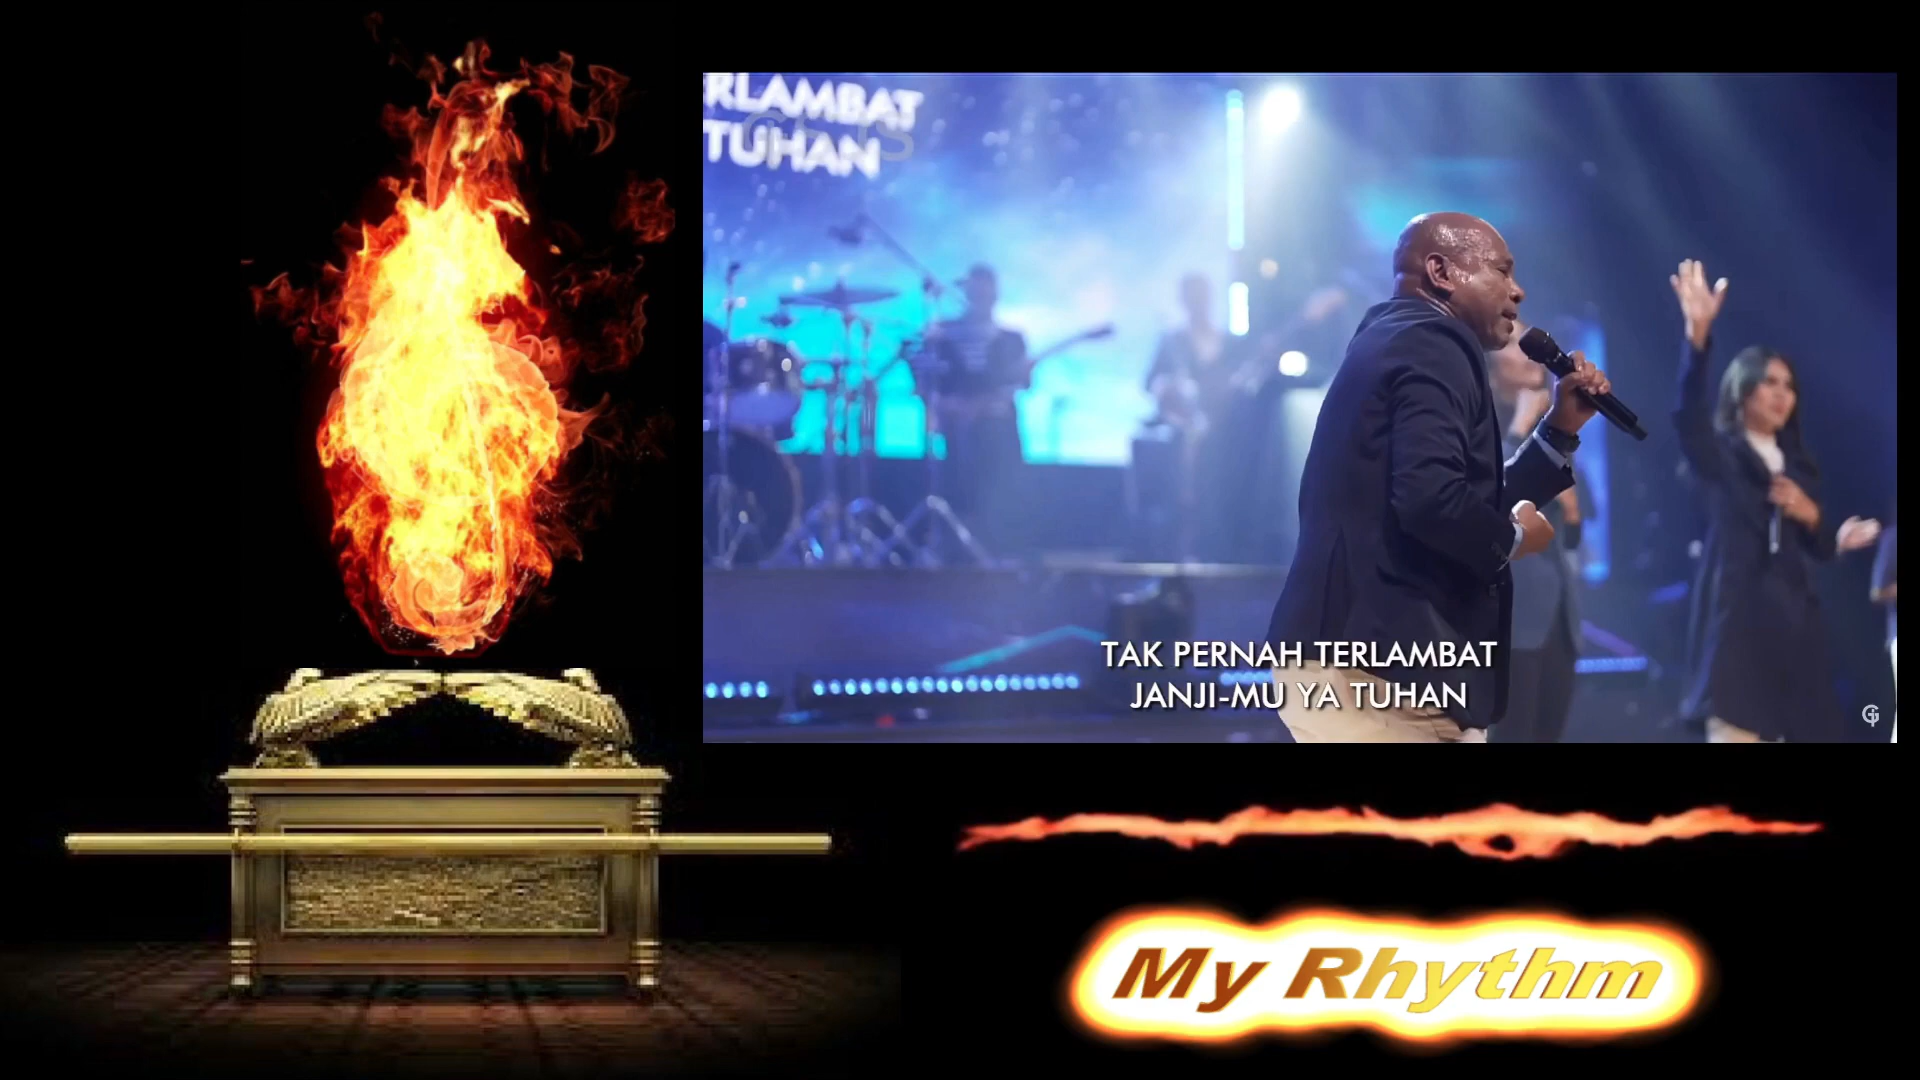 RLAMBAT
TUHAN
TAK PERNAH TERLAMBAT
JANJI-MU YA TUHAN
My Rhythm